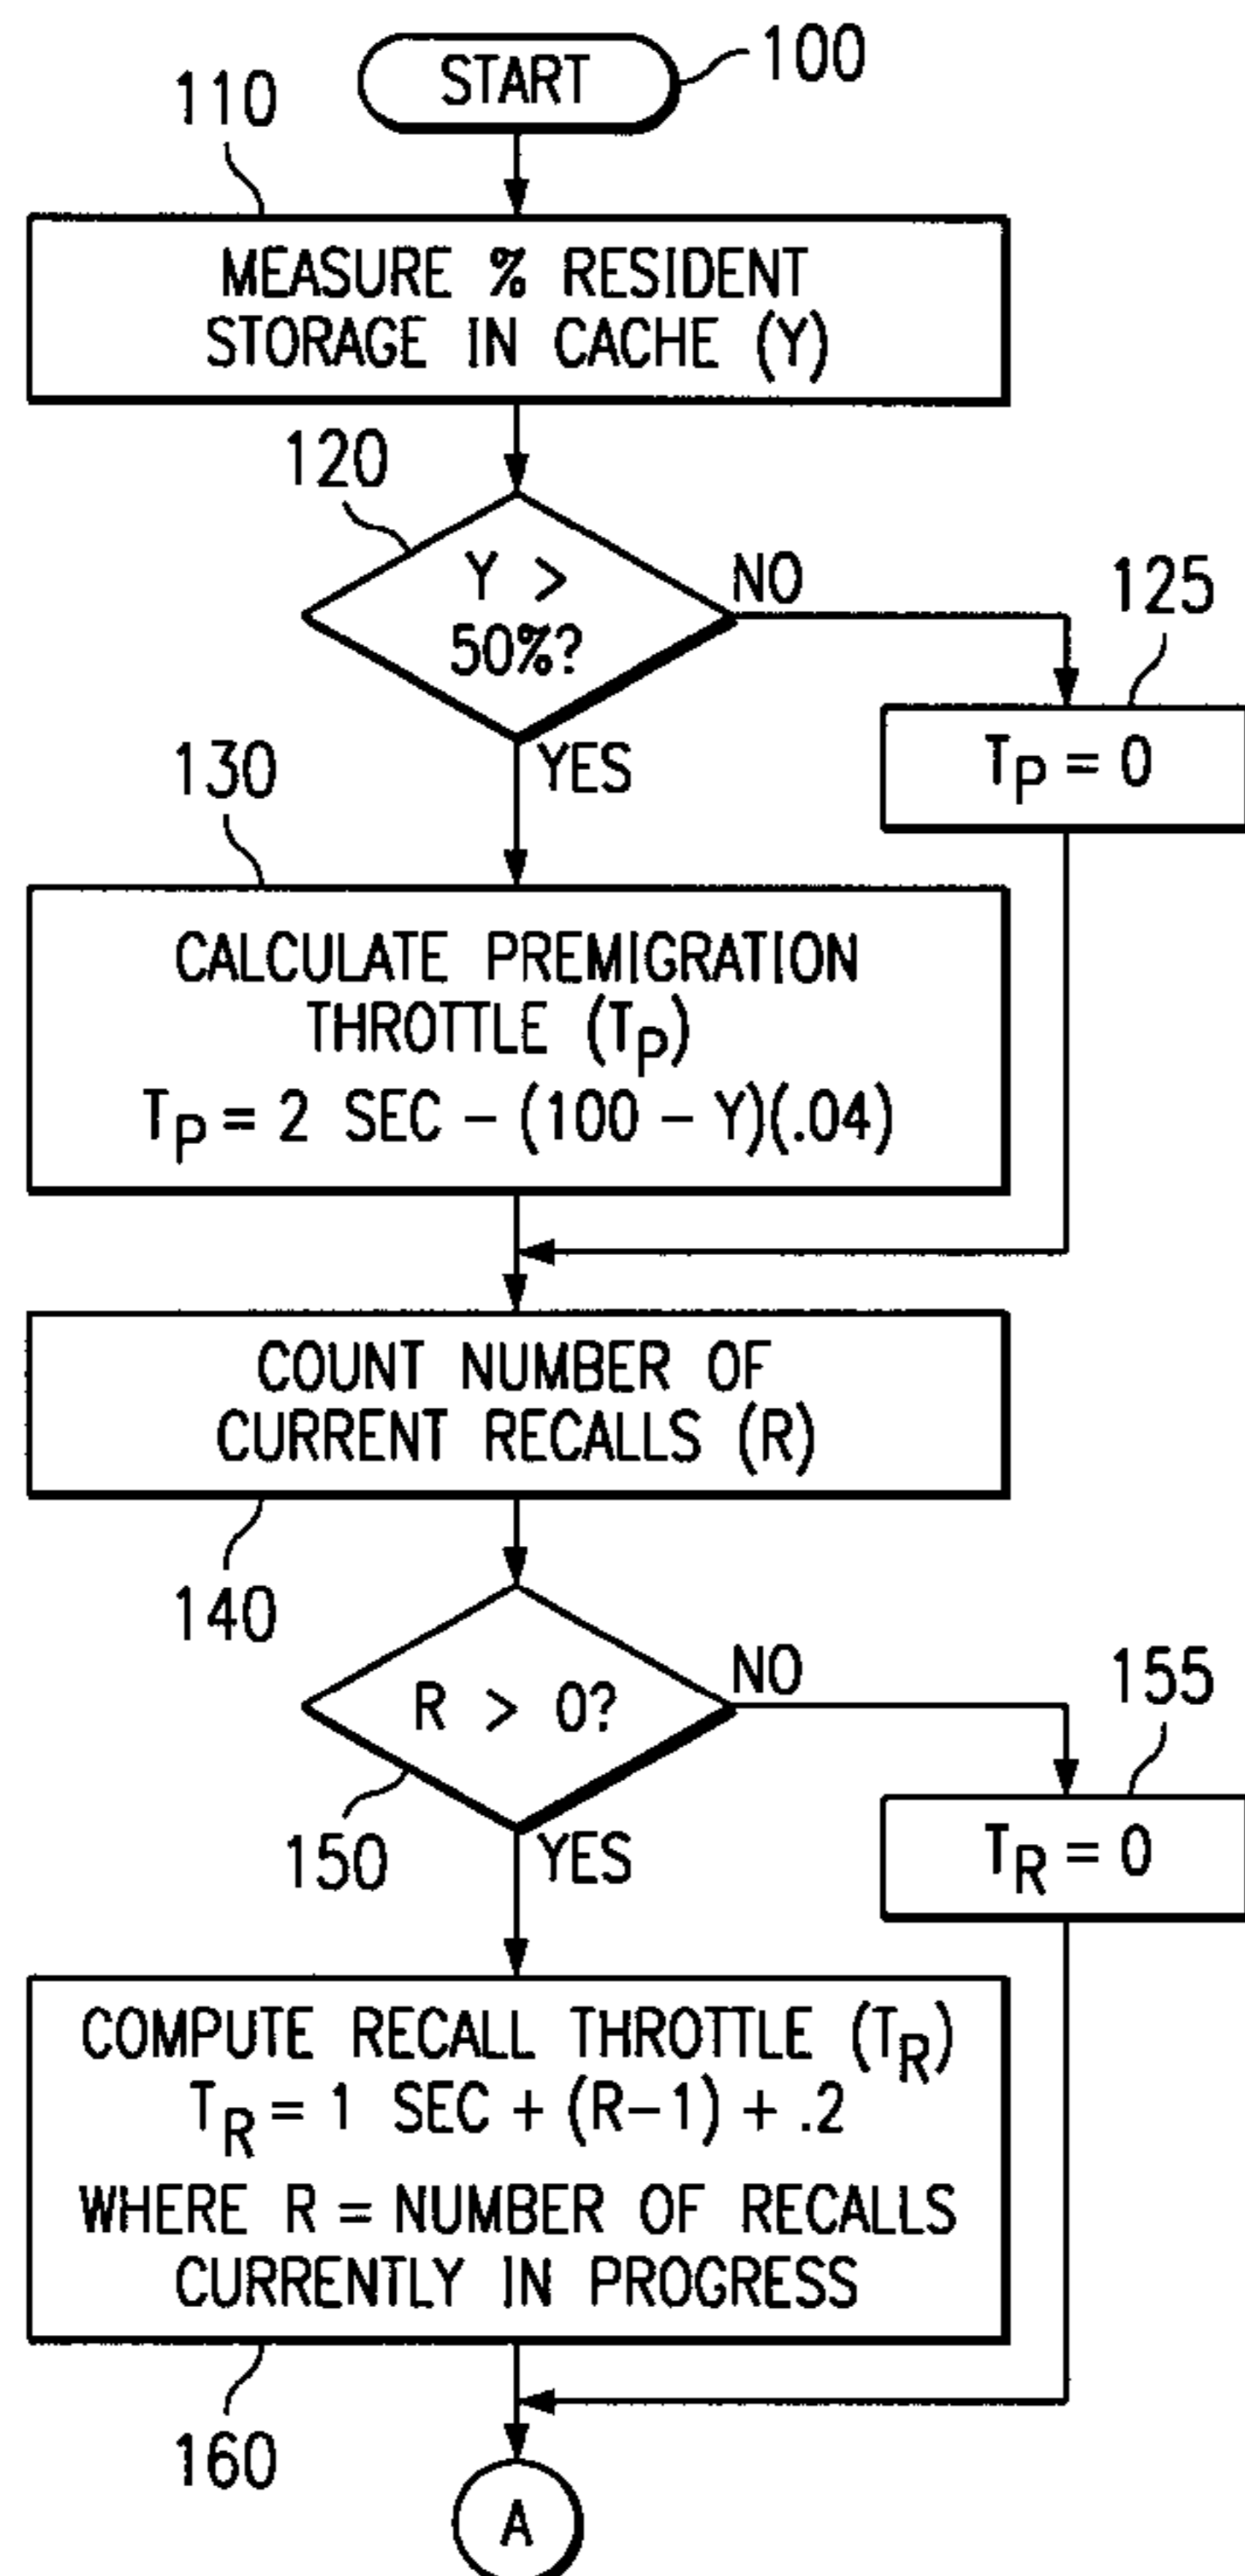 START
100
110
MEASURE % RESIDENT
STORAGE IN CACHE (Y)
120
Y >
50%?
NO
YES
125
TP = 0
130
CALCULATE PREMIGRATION
THROTTLE (TP)
TP = 2 SEC – (100 – Y)(.04)
COUNT NUMBER OF
CURRENT RECALLS (R)
140
R > 0?
NO
150
YES
155
TR = 0
COMPUTE RECALL THROTTLE (TR)
TR = 1 SEC + (R–1) + .2
WHERE R = NUMBER OF RECALLS
CURRENTLY IN PROGRESS
160
A